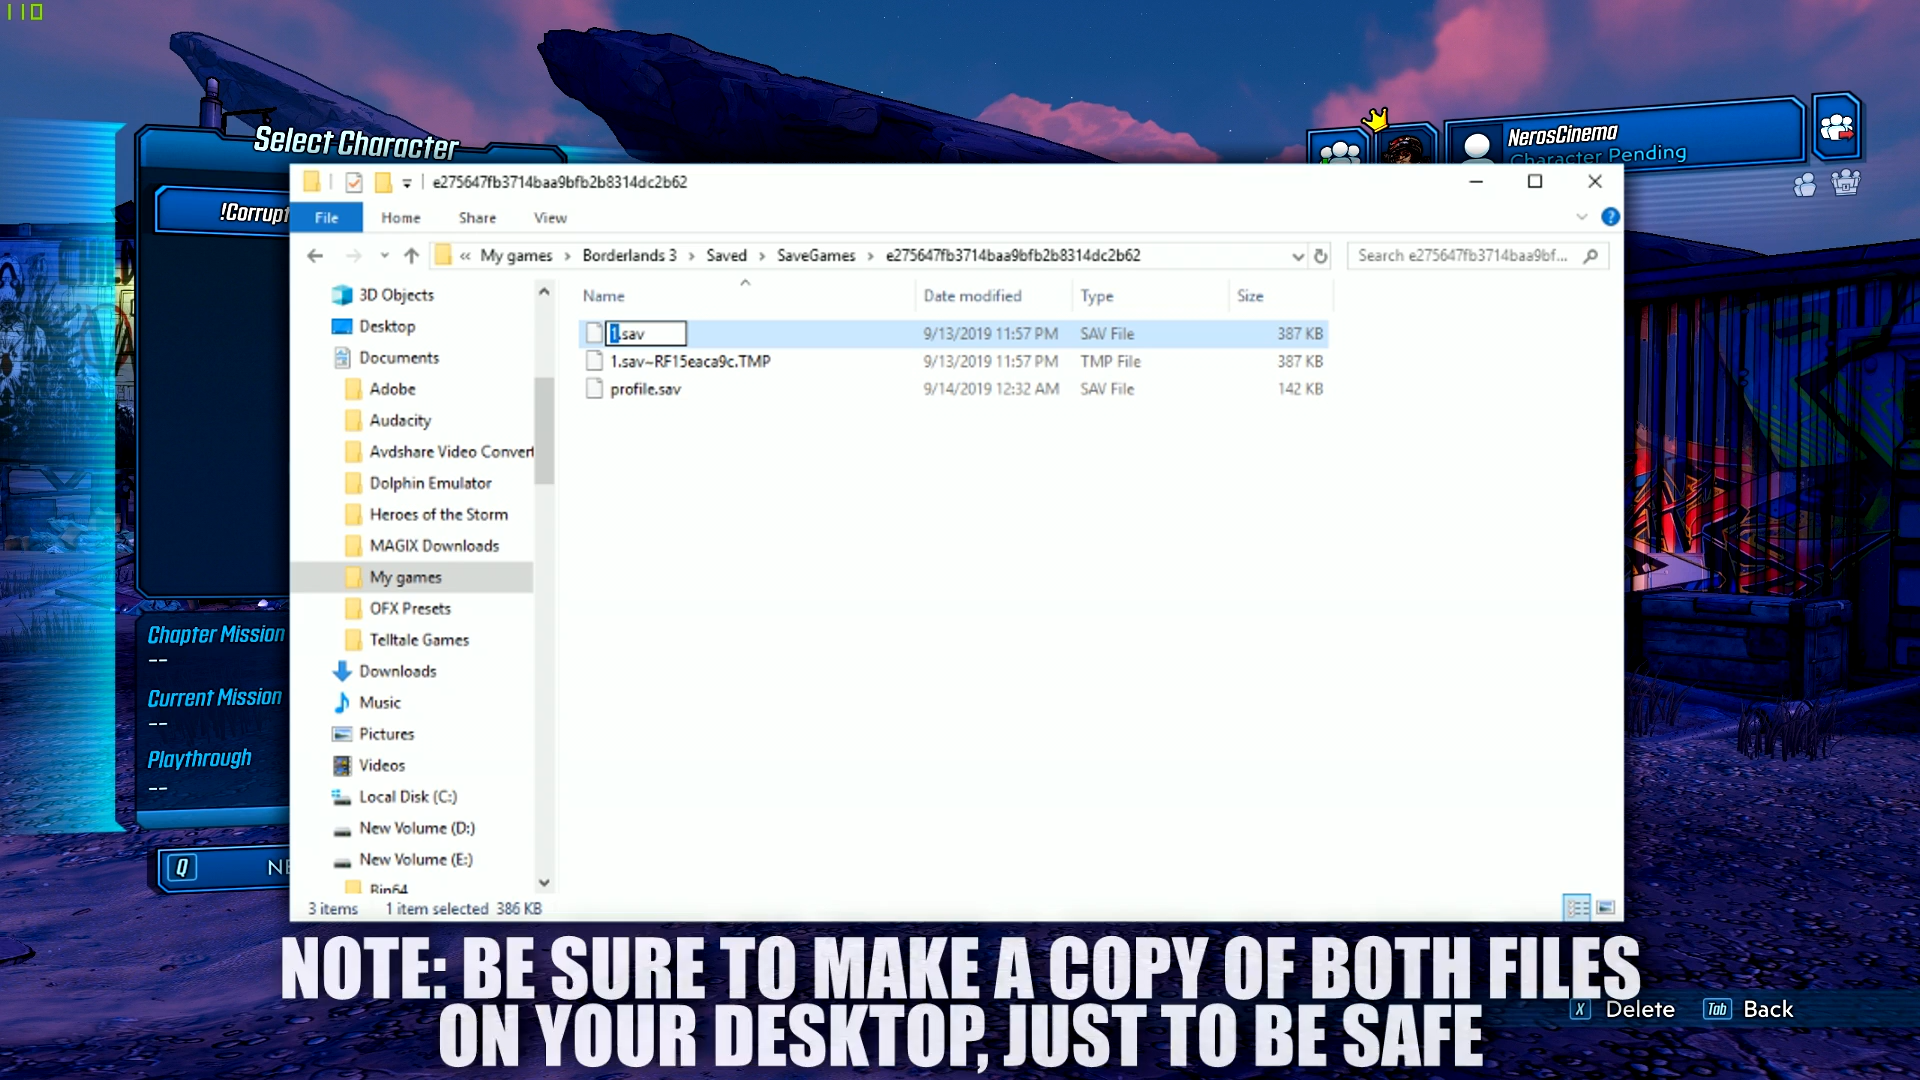 110
Select Character
NerosCinema
Character Pending
!Corrupt
e275647fb3714baa9bfb2b8314dc2b62
File Home Share View
« My games > Borderlands 3 > Saved > SaveGames > e275647fb3714baa9bfb2b8314dc2b62
Search e275647fb3714baa9bf...
Name Date modified Type Size
1.sav 9/13/2019 11:57 PM SAV File 387 KB
1.sav~RF15eaca9c.TMP 9/13/2019 11:57 PM TMP File 387 KB
profile.sav 9/14/2019 12:32 AM SAV File 142 KB
3D Objects
Desktop
Documents
Adobe
Audacity
Avdshare Video Convert
Dolphin Emulator
Heroes of the Storm
MAGIX Downloads
My games
OFX Presets
Telltale Games
Downloads
Music
Pictures
Videos
Local Disk (C:)
New Volume (D:)
New Volume (E:)
Bin64
3 items 1 item selected 386 KB
Chapter Mission
--
Current Mission
--
Playthrough
--
Q NE
NOTE: BE SURE TO MAKE A COPY OF BOTH FILES
ON YOUR DESKTOP, JUST TO BE SAFE
X Delete Tab Back